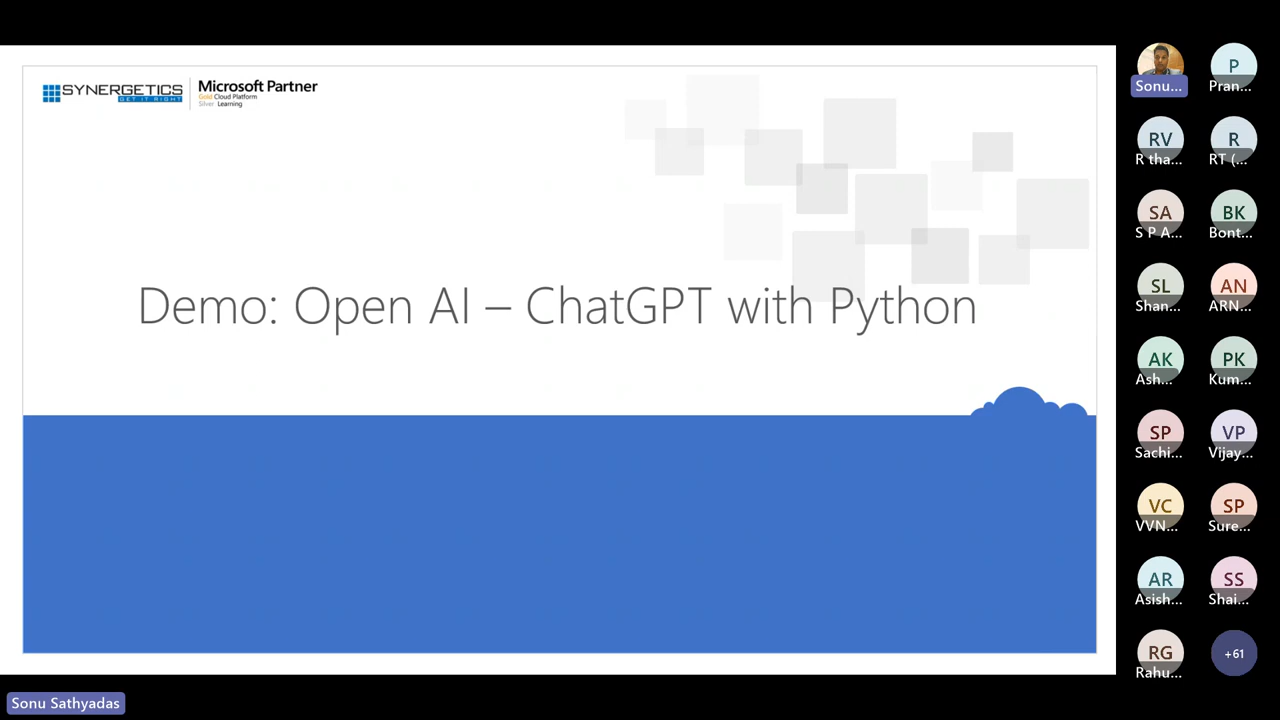 SYNERGETICS
GET IT RIGHT
Microsoft Partner
Gold Cloud Platform
Silver Learning
Demo: Open AI – ChatGPT with Python
Sonu...
P
Pran...
RV
R tha...
R
RT (...
SA
S P A...
BK
Bont...
SL
Shan...
AN
ARN...
AK
Ash...
PK
Kum...
SP
Sachi...
VP
Vijay...
VC
VVN...
SP
Sure...
AR
Asish...
SS
Shai...
RG
Rahu...
+61
Sonu Sathyadas